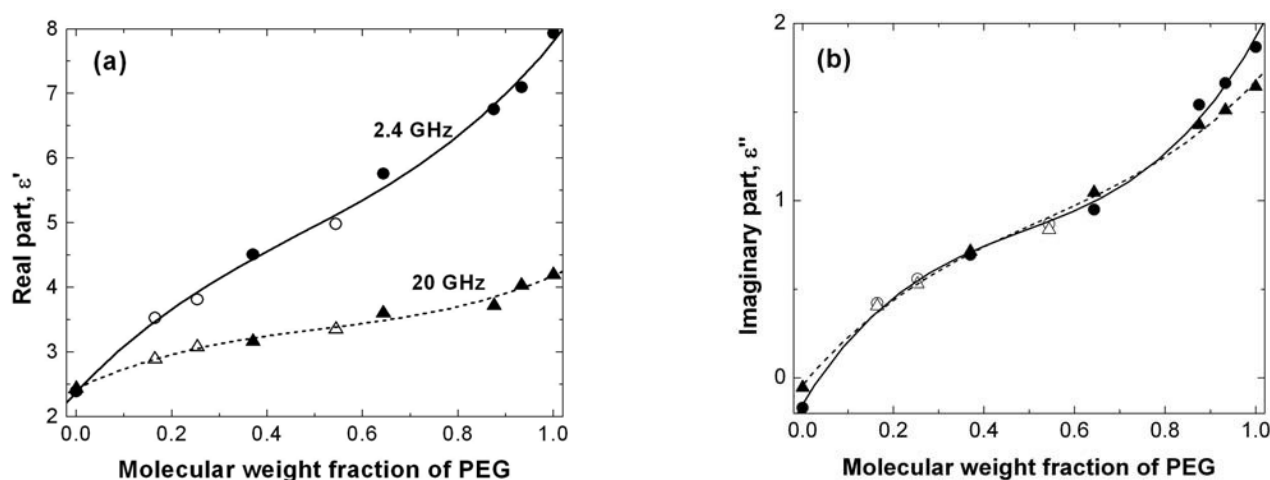 (a)
8
7
6
5
4
3
2
Real part, ε'
2.4 GHz
20 GHz
0.0 0.2 0.4 0.6 0.8 1.0
Molecular weight fraction of PEG
(b)
2
1
0
Imaginary part, ε"
0.0 0.2 0.4 0.6 0.8 1.0
Molecular weight fraction of PEG